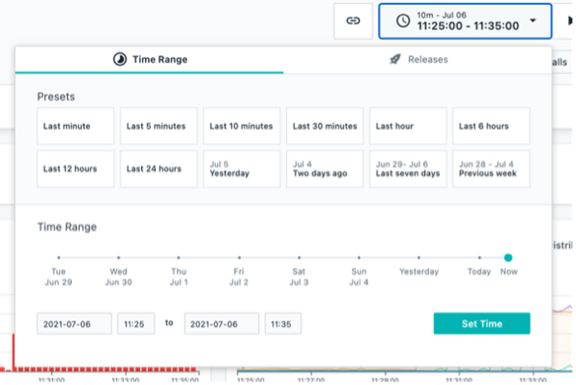 10m - Jul 06
11:25:00 - 11:35:00
Time Range
Releases
Presets
Last minute
Last 5 minutes
Last 10 minutes
Last 30 minutes
Last hour
Last 6 hours
Last 12 hours
Last 24 hours
Jul 5
Yesterday
Jul 4
Two days ago
Jun 29- Jul 6
Last seven days
Jun 28 - Jul 4
Previous week
Time Range
Tue
Jun 29
Wed
Jun 30
Thu
Jul 1
Fri
Jul 2
Sat
Jul 3
Sun
Jul 4
Yesterday
Today
Now
2021-07-06
11:25
to
2021-07-06
11:35
Set Time
alls
istri
11:31:00
11:33:00
11:35:00
11:25:00
11:27:00
11:29:00
11:31:00
11:33:00